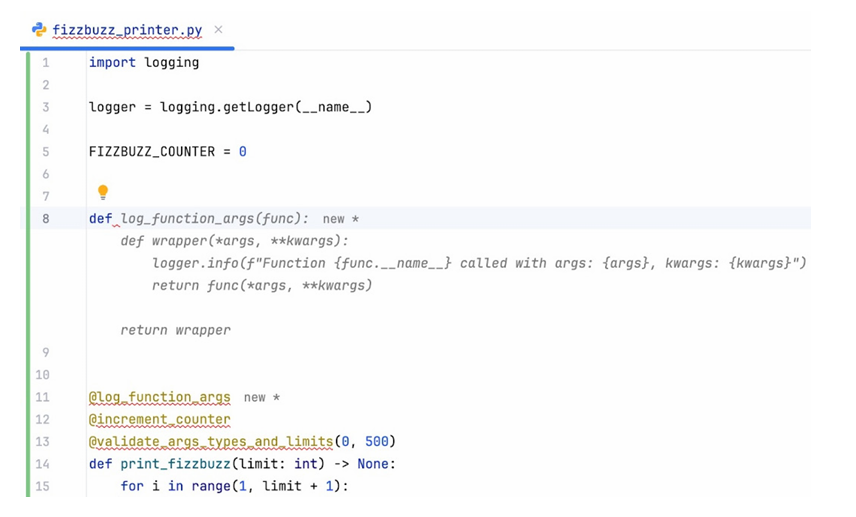 fizzbuzz_printer.py ×
1 import logging
2
3 logger = logging.getLogger(__name__)
4
5 FIZZBUZZ_COUNTER = 0
6
7
8 def log_function_args(func): new *
def wrapper(*args, **kwargs):
logger.info(f"Function {func.__name__} called with args: {args}, kwargs: {kwargs}")
return func(*args, **kwargs)
return wrapper
9
10
11 @log_function_args new *
12 @increment_counter
13 @validate_args_types_and_limits(0, 500)
14 def print_fizzbuzz(limit: int) -> None:
15 for i in range(1, limit + 1):